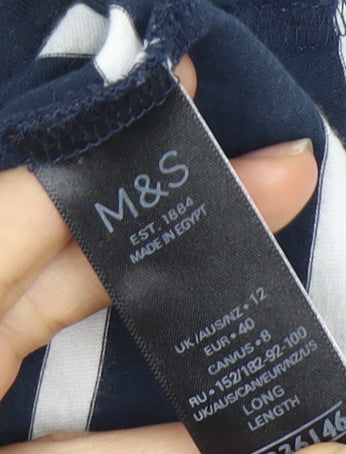 M&S
EST. 1884
MADE IN EGYPT
UK/AUS/NZ • 12
EUR • 40
CAN/US • 8
RU • 152/182-92-100
UK/AUS/CAN/EUR/NZ/US
LONG
LENGTH